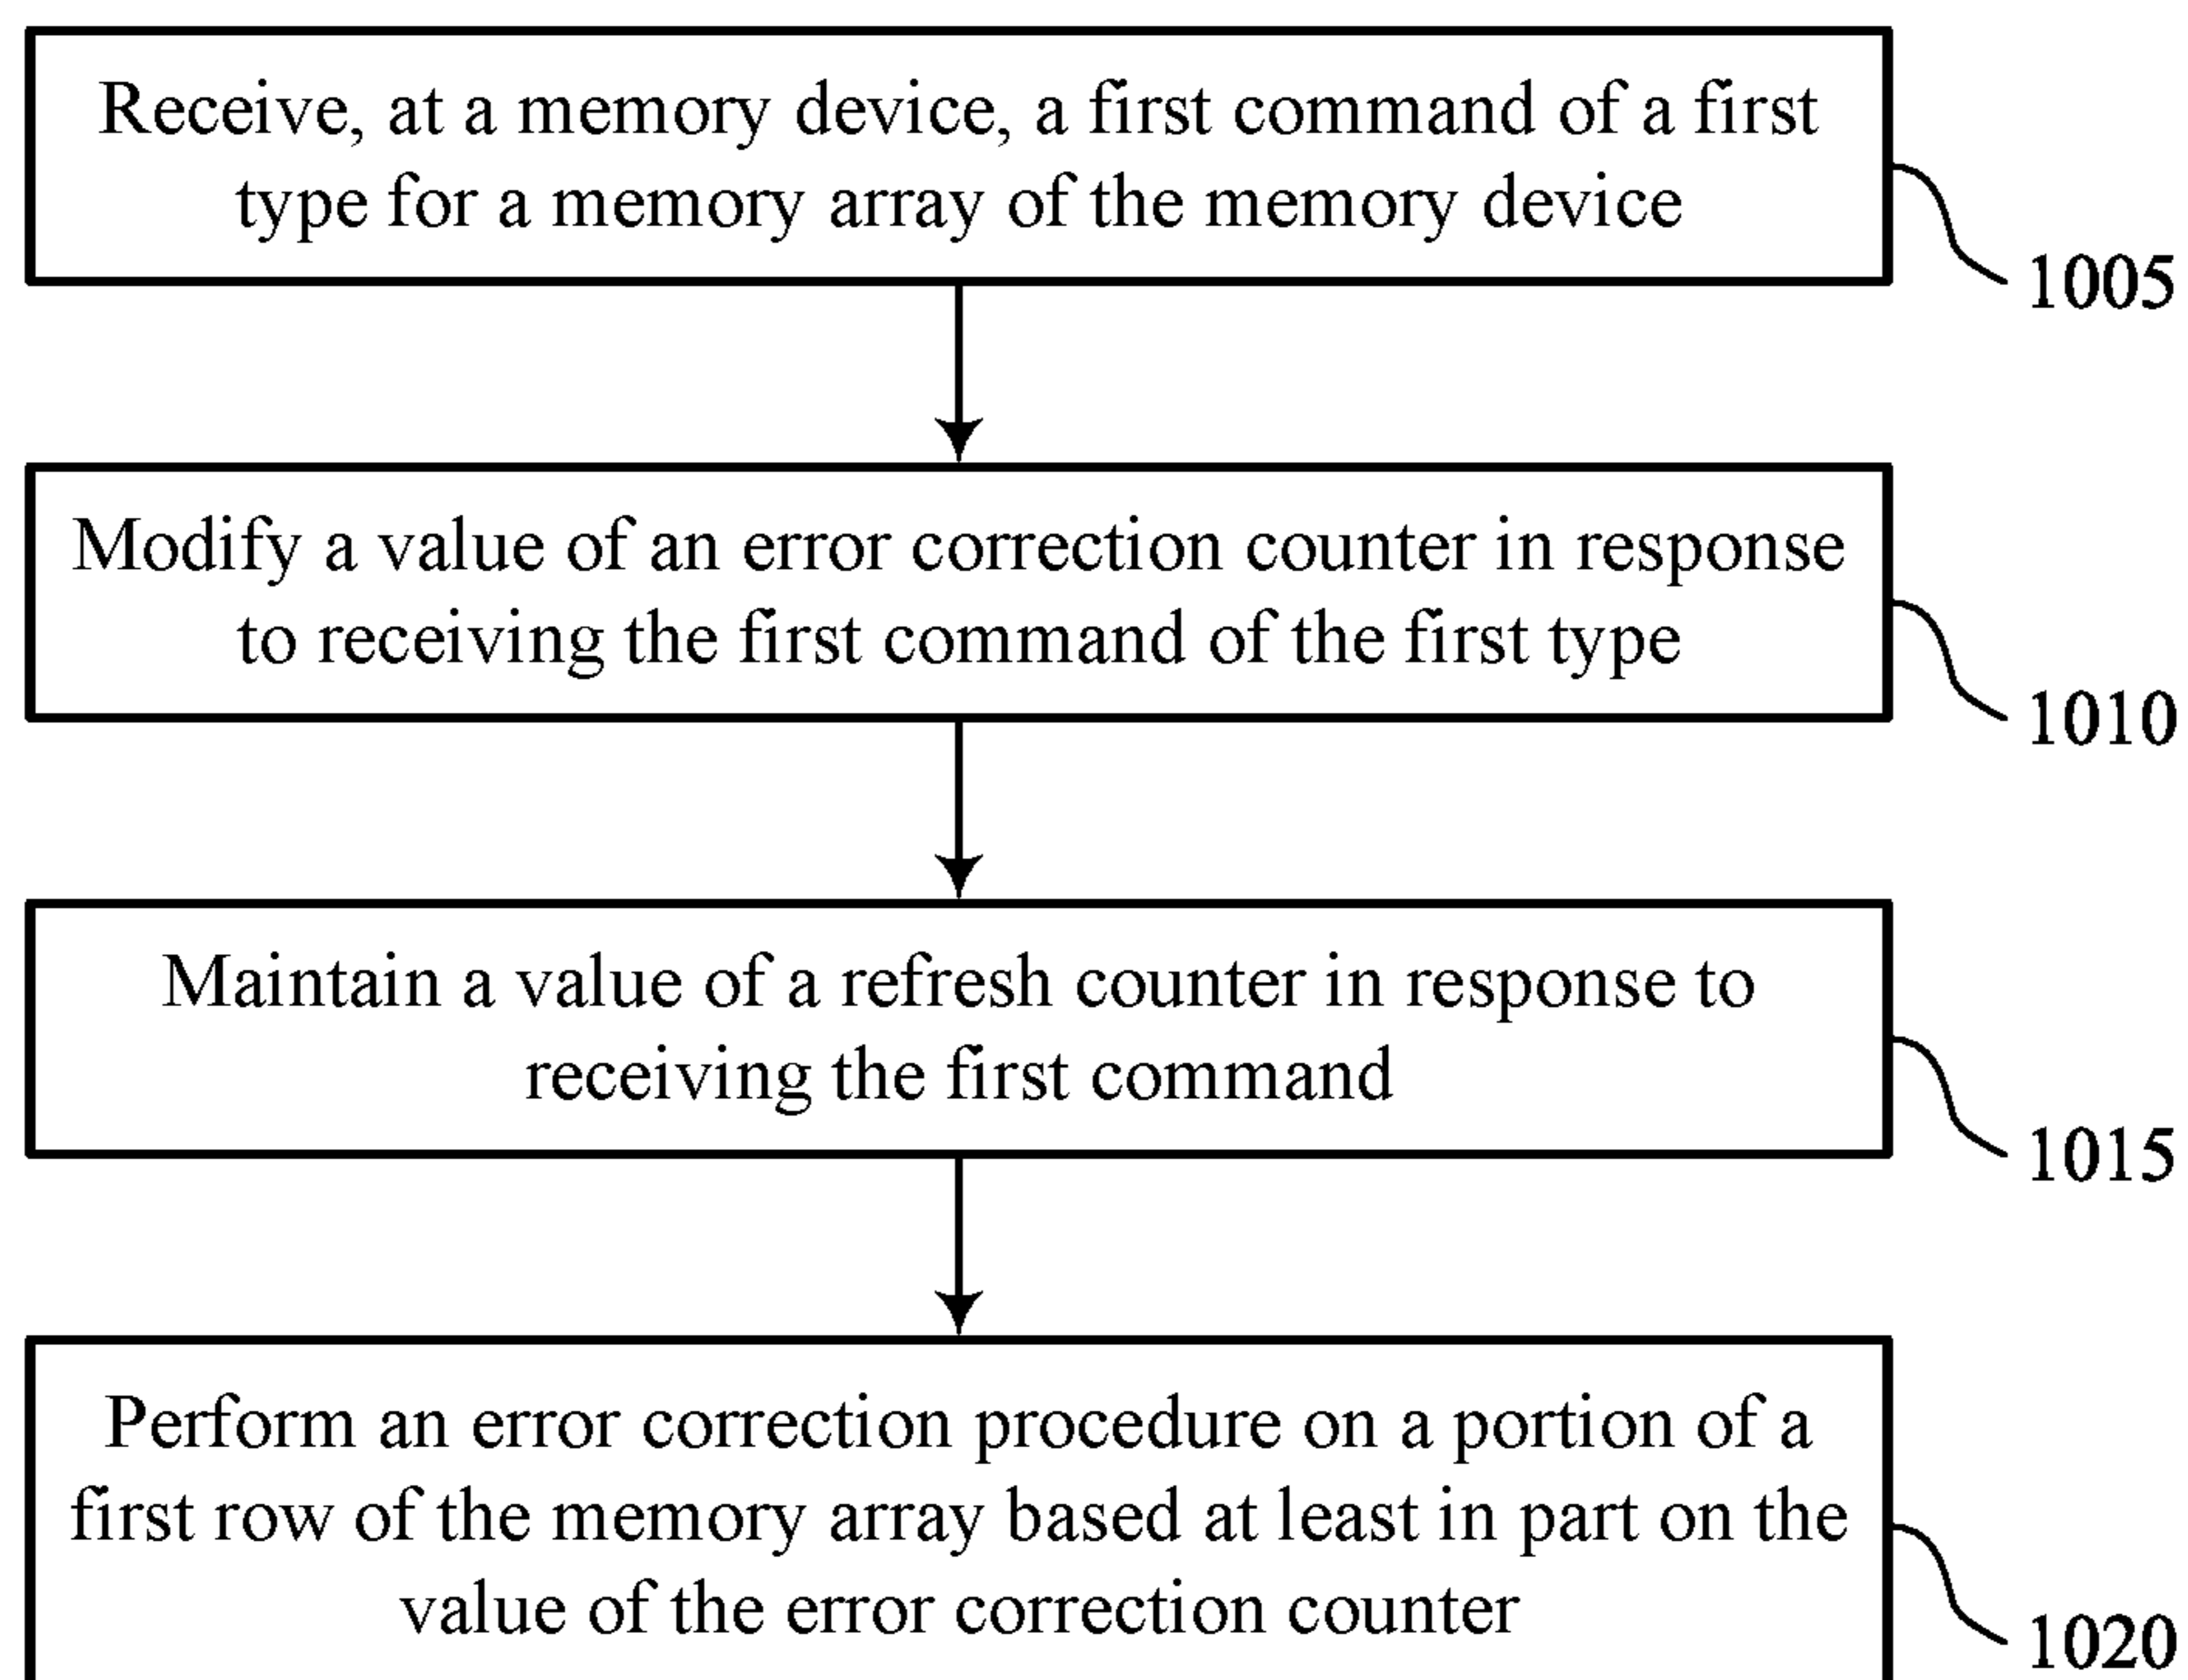 Receive, at a memory device, a first command of a first
type for a memory array of the memory device
1005
Modify a value of an error correction counter in response
to receiving the first command of the first type
1010
Maintain a value of a refresh counter in response to
receiving the first command
1015
Perform an error correction procedure on a portion of a
first row of the memory array based at least in part on the
value of the error correction counter
1020